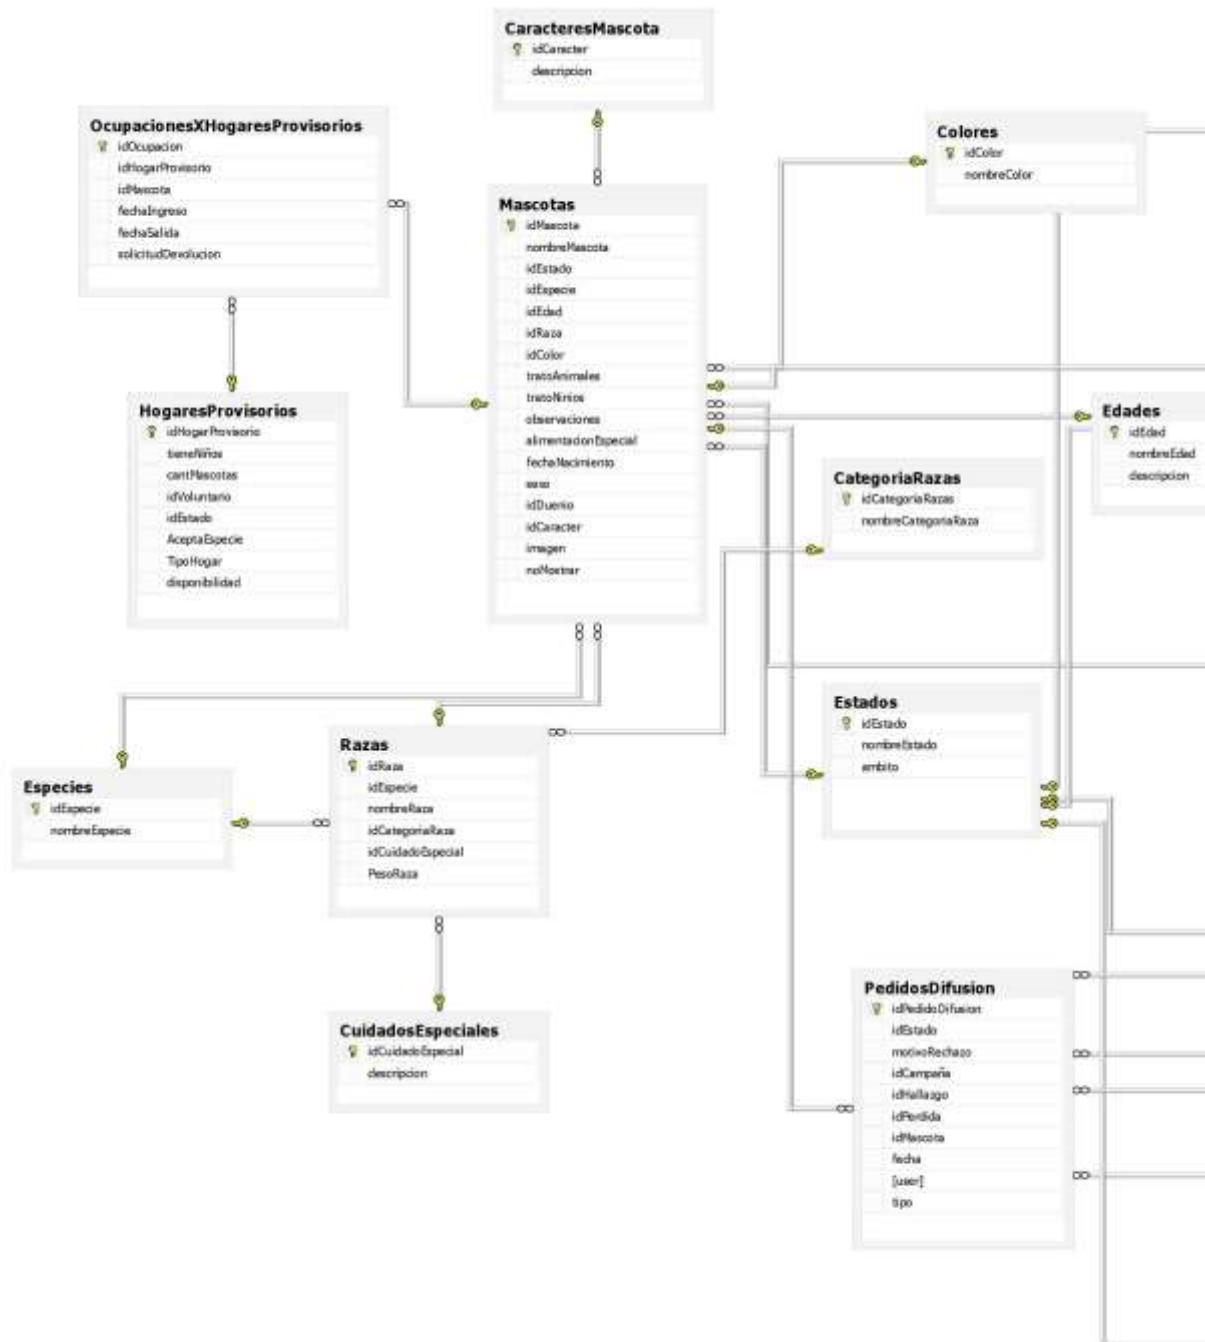 CaracteresMascota
idCaracter
descripcion
OcupacionesXHogaresProvisorios
idOcupacion
idHogarProvisorio
idMascota
fechaIngreso
fechaSalida
solicitudDevolucion
Colores
idColor
nombreColor
Mascotas
idMascota
nombreMascota
idEstado
idEspecie
idEdad
idRaza
idColor
tratoAnimales
tratoNinios
observaciones
alimentacionEspecial
fechaNacimiento
sexo
idDuenio
idCaracter
imagen
noMostrar
HogaresProvisorios
idHogarProvisorio
tieneNiños
cantMascotas
idVoluntario
idEstado
AceptaEspecie
TipoHogar
disponibilidad
Edades
idEdad
nombreEdad
descripcion
CategoriaRazas
idCategoriaRazas
nombreCategoriaRaza
Estados
idEstado
nombreEstado
ambito
Razas
idRaza
idEspecie
nombreRaza
idCategoriaRaza
idCuidadoEspecial
PesoRaza
Especies
idEspecie
nombreEspecie
CuidadosEspeciales
idCuidadoEspecial
descripcion
PedidosDifusion
idPedidoDifusion
idEstado
motivoRechazo
idCampaña
idHallazgo
idPerdida
idMascota
fecha
[user]
tipo